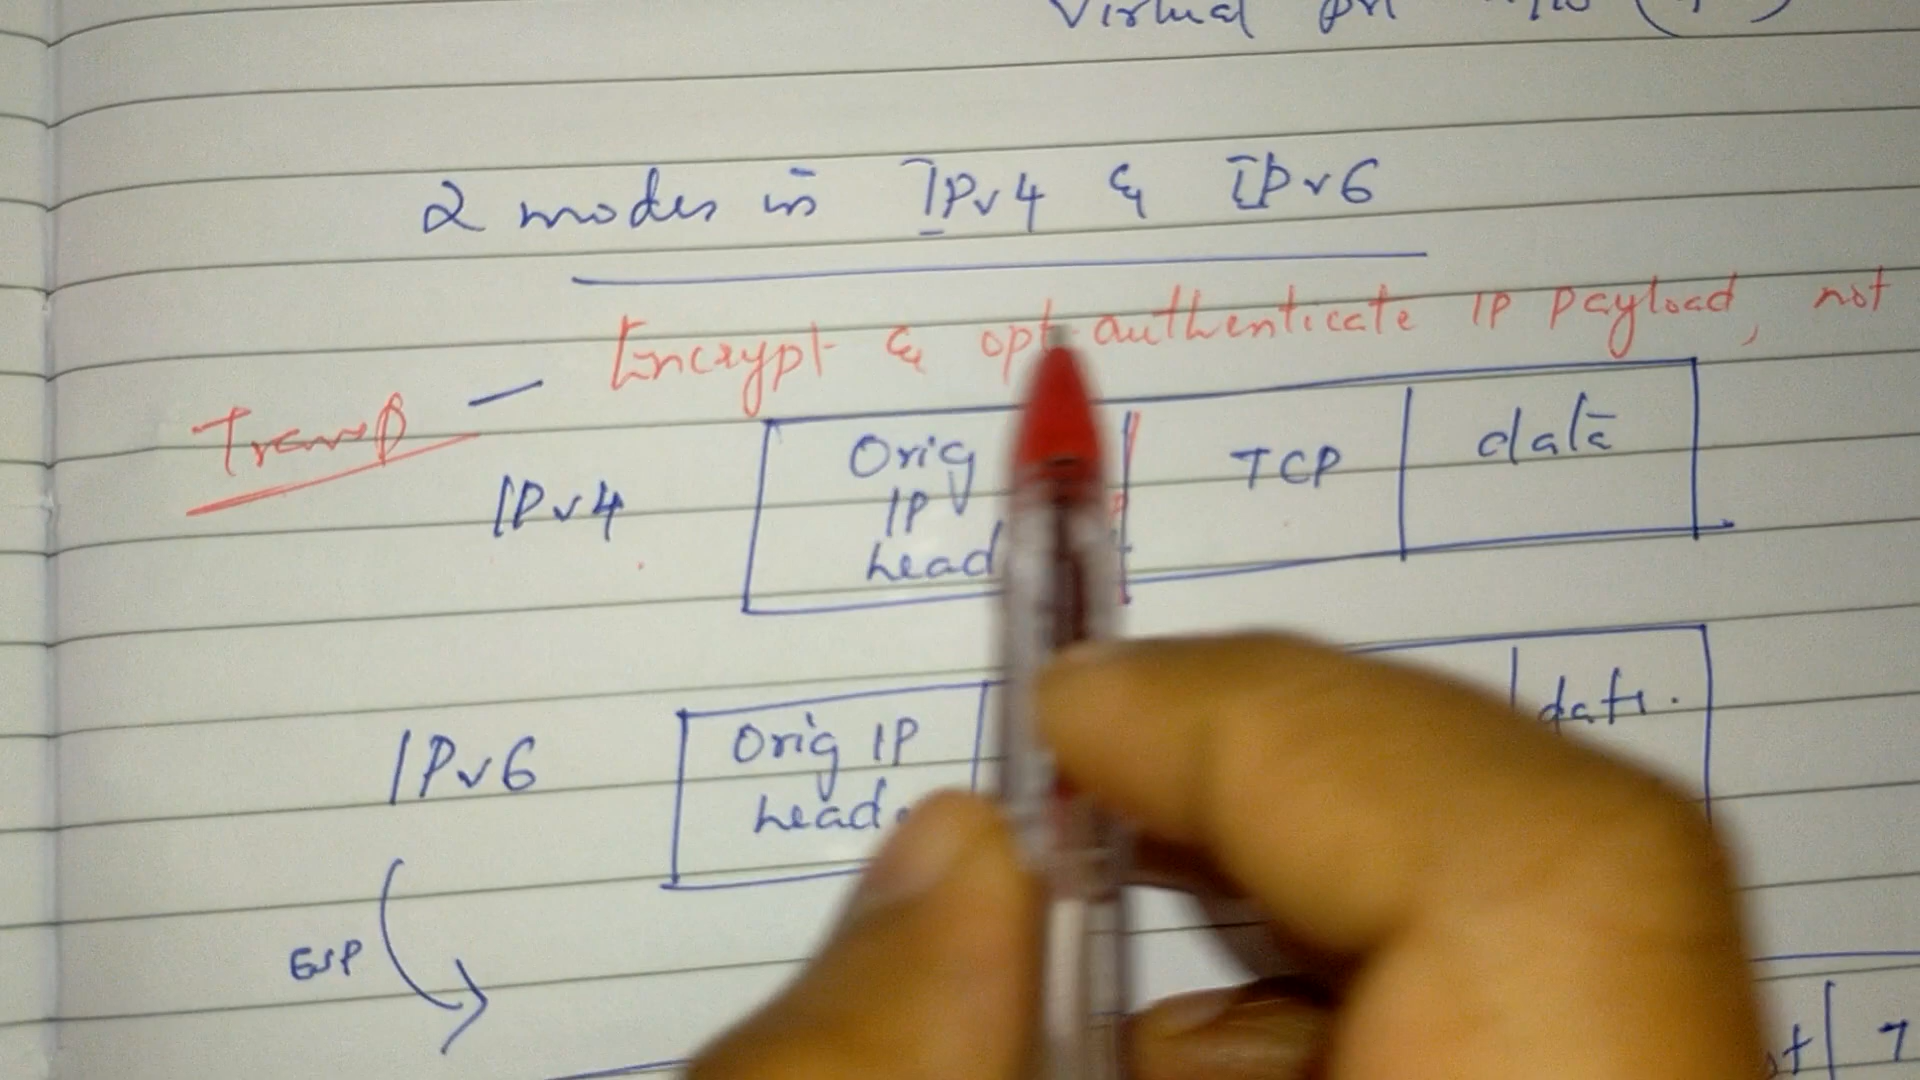 Virtual
2 modes in IPv4 & IPv6
Encrypt & opt authenticate IP payload, not
Transp —
IPv4 Orig IP head TCP data
IPv6 Orig IP head data.
ESP